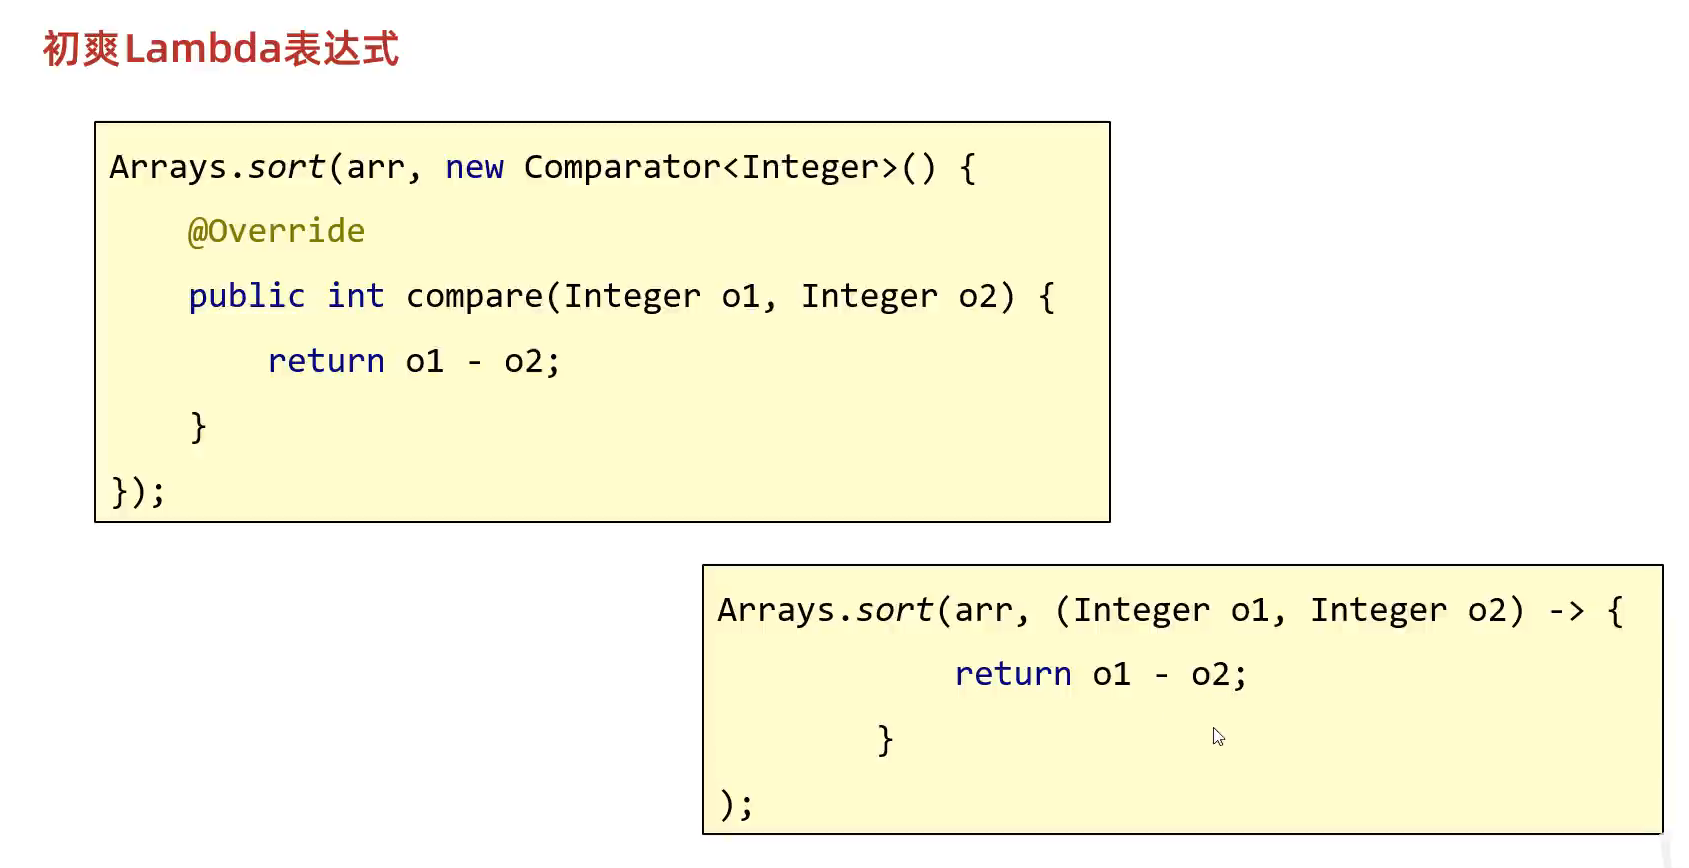 初爽Lambda表达式
Arrays.sort(arr, new Comparator<Integer>() {
@Override
public int compare(Integer o1, Integer o2) {
return o1 - o2;
}
});
Arrays.sort(arr, (Integer o1, Integer o2) -> {
return o1 - o2;
}
);